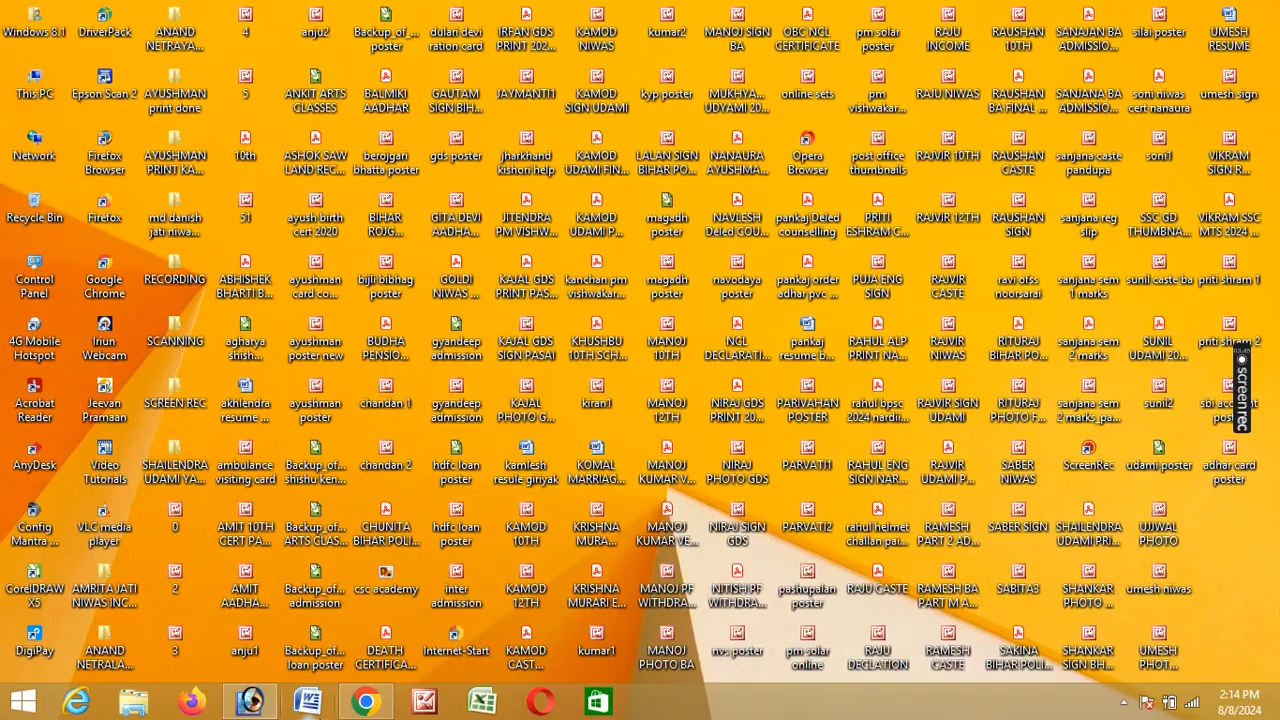 Windows 8.1
DriverPack
ANAND
NETRAYA...
4
anju2
Backup_of_...
poster
dulari devi
ration card
IRFAN GDS
PRINT 202...
KAMOD
NIWAS
kumar2
MANOJ SIGN
BA
OBC NCL
CERTIFICATE
pm solar
poster
RAJU
INCOME
RAUSHAN
10TH
SANAJAN BA
ADMISSIO...
silai poster
UMESH
RESUME
This PC
Epson Scan 2
AYUSHMAN
print done
5
ANKIT ARTS
CLASSES
BALMIKI
AADHAR
GAUTAM
SIGN BIH...
JAYMANTI1
KAMOD
SIGN UDAMI
kyp poster
MUKHYA...
UDYAMI 20...
online sets
pm
vishwakar...
RAJU NIWAS
RAUSHAN
BA FINAL ...
SANJANA BA
ADMISSIO...
soni niwas
cert nanaura
umesh sign
Network
Firefox
Browser
AYUSHMAN
PRINT KA...
10th
ASHOK SAW
LAND REC...
berojgari
bhatta poster
gds poster
jharkhand
kishori help
KAMOD
UDAMI FIN...
LALAN SIGN
BIHAR PO...
NANAURA
AYUSHMA...
Opera
Browser
post office
thumbnails
RAJVIR 10TH
RAUSHAN
CASTE
sanjana caste
pandupa
soni1
VIKRAM
SIGN R...
Recycle Bin
Firefox
md danish
jati niwa...
51
ayush birth
cert 2020
BIHAR
ROJG...
GITA DEVI
AADHA...
JITENDRA
PM VISHW...
KAMOD
UDAMI P...
magadh
poster
NAVLESH
Deled COU...
pankaj Deled
counselling
PRITI
ESHRAM C...
RAJVIR 12TH
RAUSHAN
SIGN
sanjana reg
slip
SSC GD
THUMBNA...
VIKRAM SSC
MTS 2024 ...
Control
Panel
Google
Chrome
RECORDING
ABHISHEK
BHARTI B...
ayushman
card co...
bijli bibhag
poster
GOLDI
NIWAS ...
KAJAL GDS
PRINT PAS...
kanchan pm
vishwakar...
magadh
poster
navodaya
poster
pankaj order
adhar pvc ...
PUJA ENG
SIGN
RAJVIR
CASTE
ravi ofss
noorsarai
sanjana sem
1 marks
sunil caste ba
priti shram 1
4G Mobile
Hotspot
Iriun
Webcam
SCANNING
agharya
shish...
ayushman
poster new
BUDHA
PENSIO...
gyandeep
admission
KAJAL GDS
SIGN PASAI
KHUSHBU
10TH SCH...
MANOJ
10TH
NCL
DECLARATI...
pankaj
resume b...
RAHUL ALP
PRINT NA...
RAJVIR
NIWAS
RITURAJ
BIHAR PO...
sanjana sem
2 marks
SUNIL
UDAMI 20...
priti shram 2
Acrobat
Reader
Jeevan
Pramaan
SCREEN REC
akhlendra
resume ...
ayushman
poster
chandan 1
gyandeep
admission
KAJAL
PHOTO G...
kiran1
MANOJ
12TH
NIRAJ GDS
PRINT 20...
PARIVAHAN
POSTER
rahul bpsc
2024 nardii...
RAJVIR SIGN
UDAMI
RITURAJ
PHOTO F...
sanjana sem
2 marks_pa...
sunil2
AnyDesk
Video
Tutorials
SHAILENDRA
UDAMI YA...
ambulance
visiting card
Backup_of...
shishu ken...
chandan 2
hdfc loan
poster
kamlesh
resule giriyak
KOMAL
MARRIAG...
MANOJ
KUMAR V...
NIRAJ
PHOTO GDS
PARVATI1
RAHUL ENG
SIGN NAR...
RAJVIR
UDAMI P...
SABER
NIWAS
ScreenRec
udami poster
adhar card
poster
Config
Mantra ...
VLC media
player
0
AMIT 10TH
CERT PA...
Backup_of...
ARTS CLAS...
CHUNITA
BIHAR POLI...
hdfc loan
poster
KAMOD
10TH
KRISHNA
MURA...
MANOJ
KUMAR VE...
NIRAJ SIGN
GDS
PARVATI2
rahul helmet
challan pai...
RAMESH
PART 2 AD...
SABER SIGN
SHAILENDRA
UDAMI PRI...
UJJWAL
PHOTO
CorelDRAW
X5
AMRITA JATI
NIWAS INC...
2
AMIT
AADHA...
Backup_of...
admission
csc academy
inter
admission
KAMOD
12TH
KRISHNA
MURARI E...
MANOJ PF
WITHDRA...
NITISH PF
WITHDRA...
pashupalan
poster
RAJU CASTE
RAMESH BA
PART M A...
SABITA3
SHANKAR
PHOTO ...
umesh niwas
DigiPay
ANAND
NETRALA...
3
anju1
Backup_of...
loan poster
DEATH
CERTIFICA...
Internet-Start
KAMOD
CAST...
kumar1
MANOJ
PHOTO BA
nvs poster
pm solar
online
RAJU
DECLATION
RAMESH
CASTE
SAKINA
BIHAR POLI...
SHANKAR
SIGN BH...
UMESH
PHOT...
screenrec
2:14 PM
8/8/2024